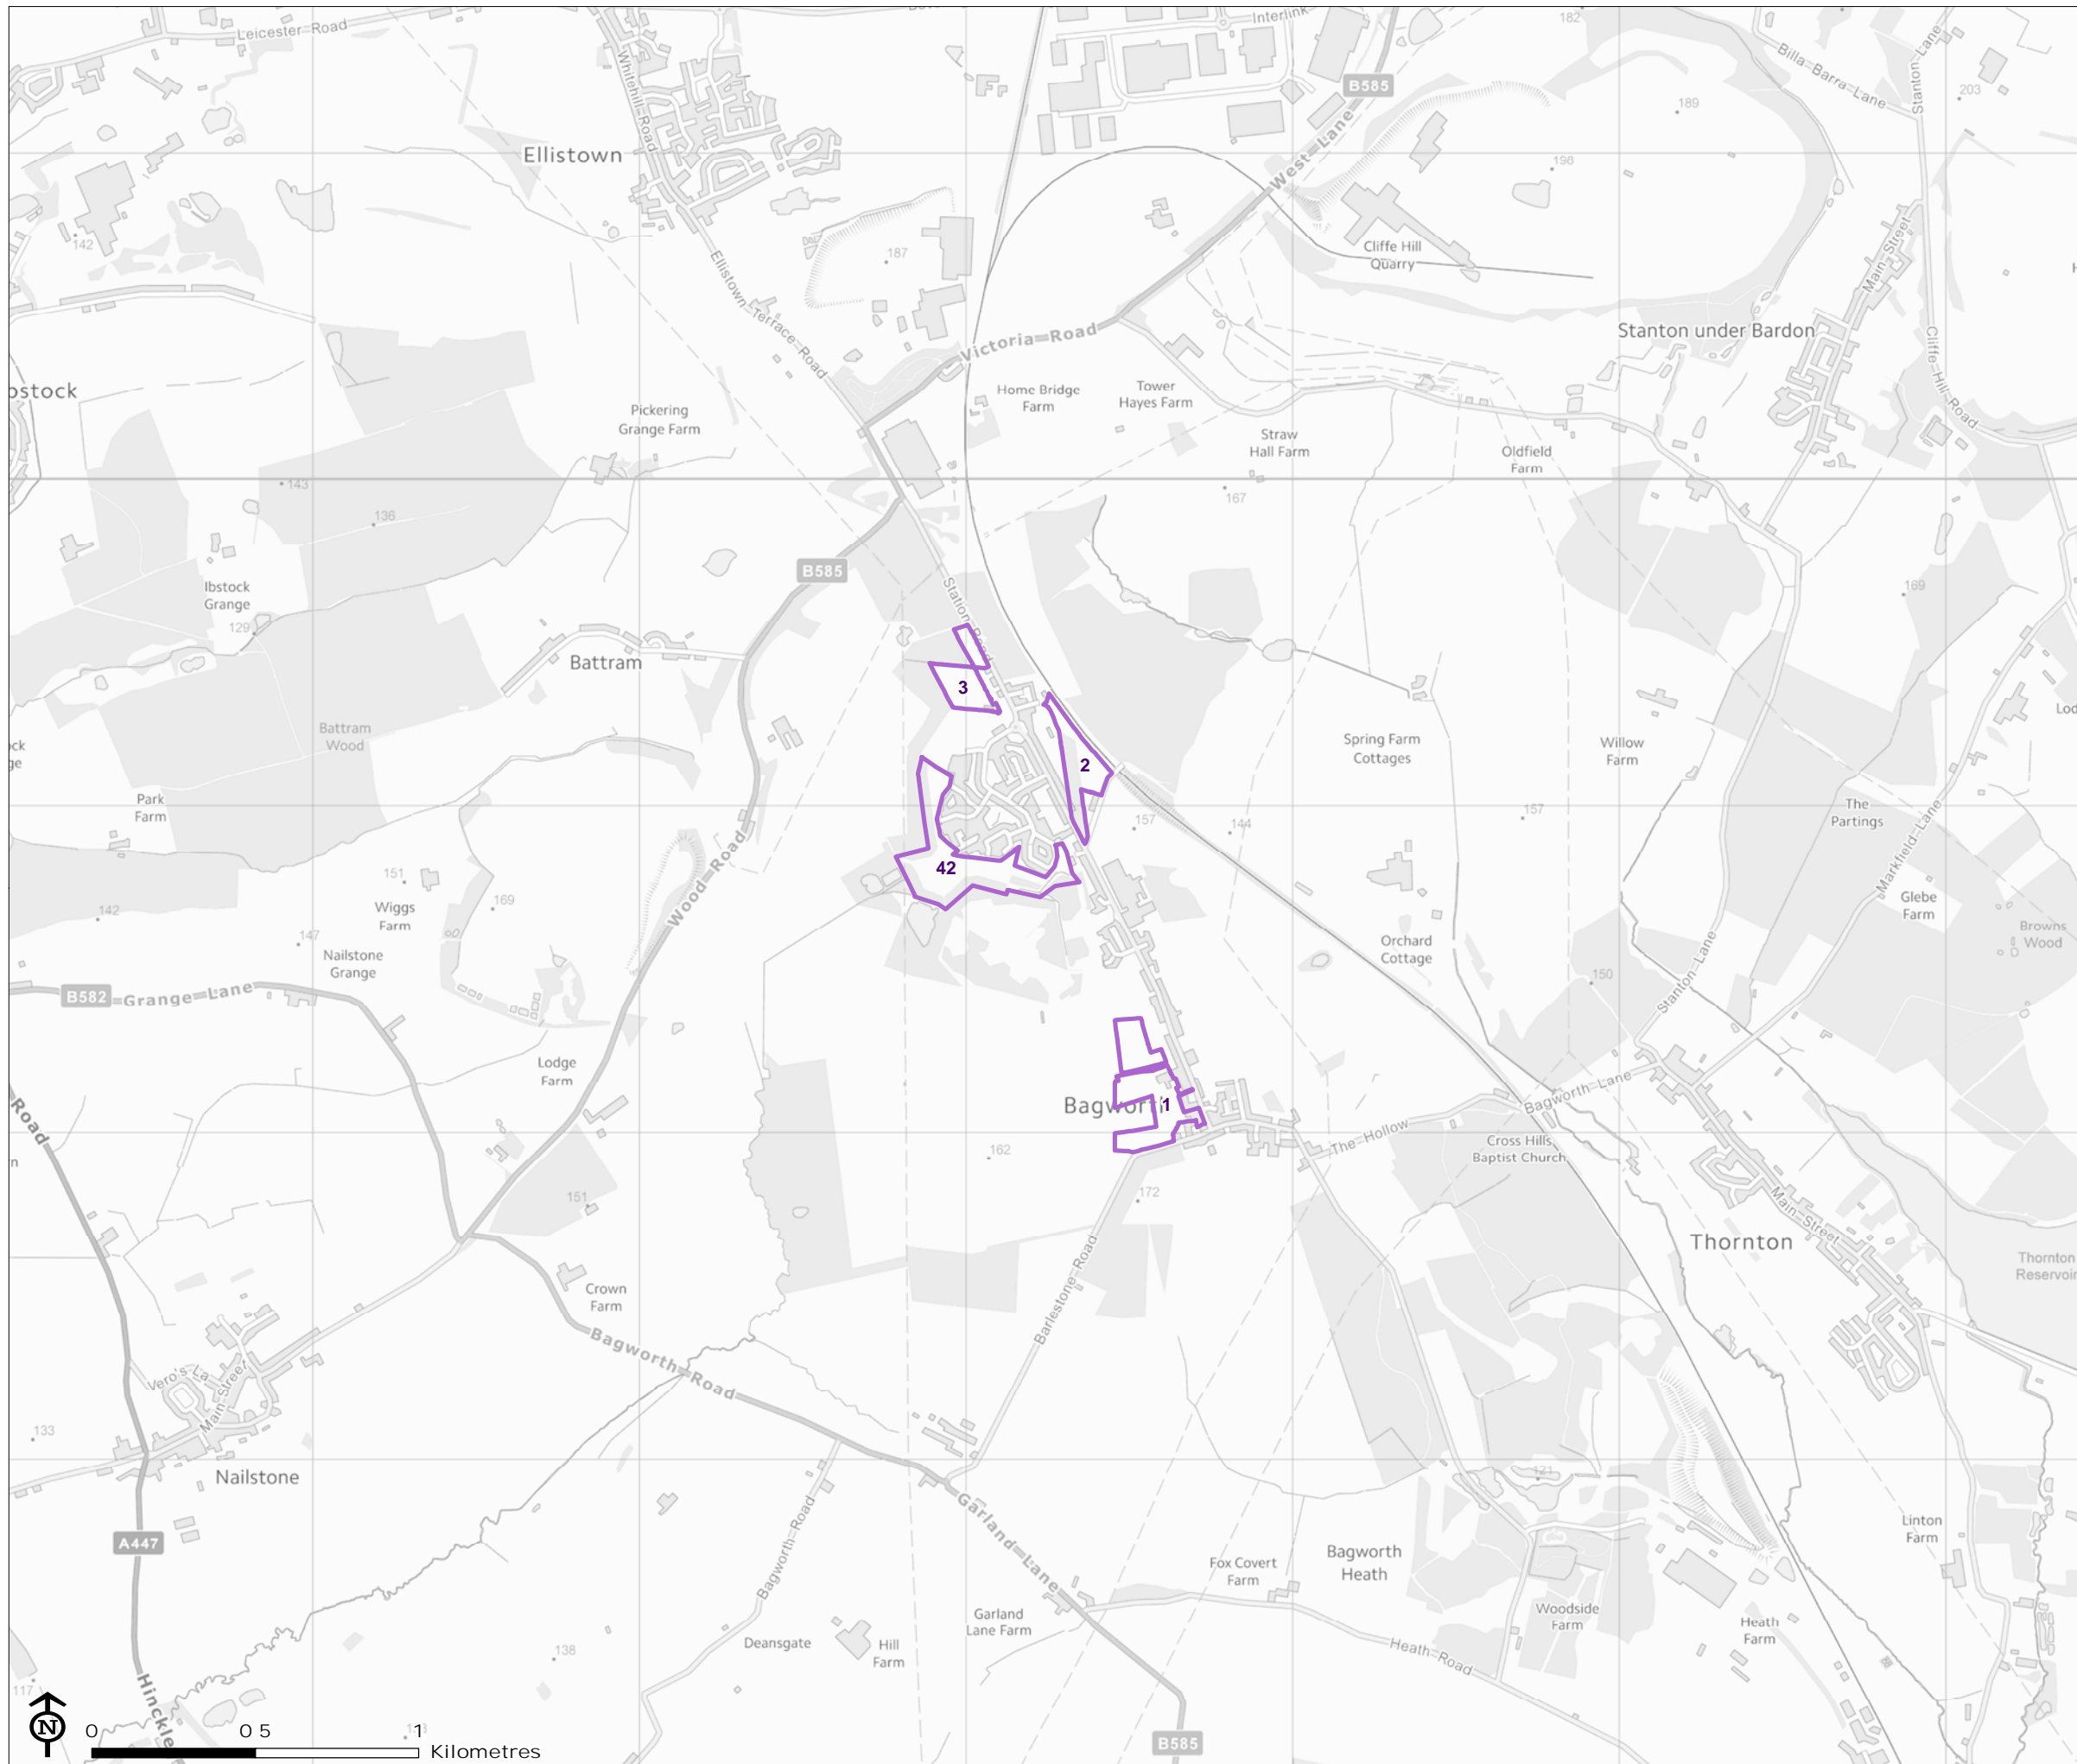 Leicester Road
Interlink
182
Billa Barra Lane
Stanton Lane
203
Whitehill Road
B585
189
Ellistown
West Lane
198
142
187
Cliffe Hill
Quarry
Main Street
Ellistown Terrace Road
Victoria Road
Stanton under Bardon
Cliffe Hill Road
Home Bridge
Farm
Tower
Hayes Farm
Pickering
Grange Farm
Straw
Hall Farm
Oldfield
Farm
143
167
136
B585
Station Road
Ibstock
Grange
129
169
Battram
3
Battram
Wood
Spring Farm
Cottages
Willow
Farm
2
Park
Farm
157
144
157
The
Partings
Markfield Lane
Wood Road
42
151
Wiggs
Farm
169
142
Glebe
Farm
Browns
Wood
147
Nailstone
Grange
Orchard
Cottage
150
Stanton Lane
B582
Grange Lane
Lodge
Farm
Road
Bagworth
1
Bagworth Lane
The Hollow
Cross Hills
Baptist Church
162
172
151
Main Street
Thornton
Thornton
Reservoir
Barlestone Road
Crown
Farm
Bagworth Road
Vero's La
Main Street
133
Nailstone
121
A447
Bagworth Road
Garland Lane
Linton
Farm
Bagworth
Heath
Fox Covert
Farm
Woodside
Farm
Heath
Farm
Garland
Lane Farm
Deansgate
Hill
Farm
138
Heath Road
117
Hinckle
N
0
0 5
1
Kilometres
B585